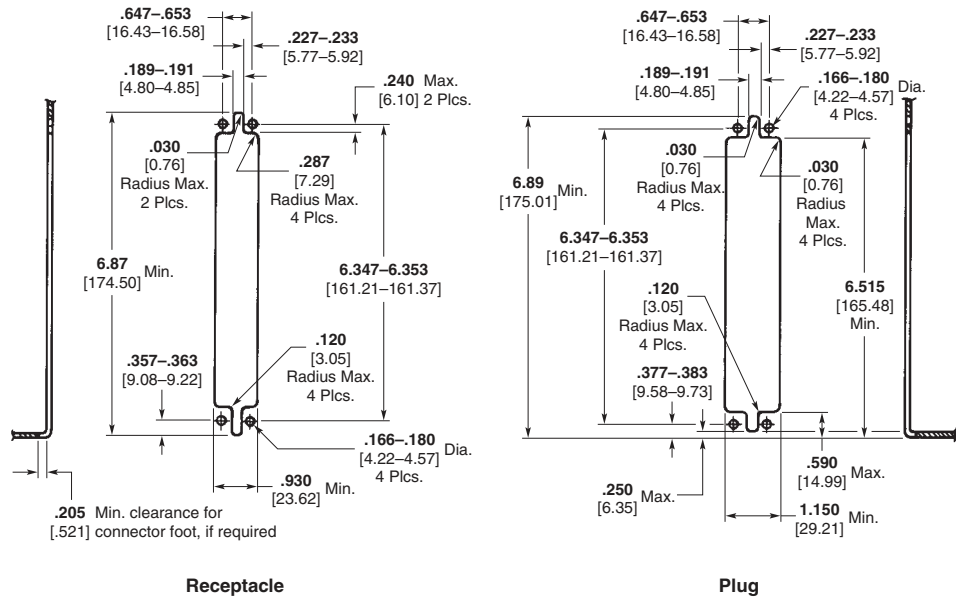 .647–.653
[16.43–16.58]
.227–.233
[5.77–5.92]
.189–.191
[4.80–4.85]
.240 Max.
[6.10] 2 Plcs.
.030
[0.76]
Radius Max.
2 Plcs.
.287
[7.29]
Radius Max.
4 Plcs.
6.87
[174.50] Min.
6.347–6.353
[161.21–161.37]
.120
[3.05]
Radius Max.
4 Plcs.
.357–.363
[9.08–9.22]
.166–.180
[4.22–4.57] Dia.
4 Plcs.
.930
[23.62] Min.
.205 Min. clearance for
[.521] connector foot, if required
Receptacle
.647–.653
[16.43–16.58]
.227–.233
[5.77–5.92]
.189–.191
[4.80–4.85]
.166–.180
[4.22–4.57] Dia.
4 Plcs.
.030
[0.76]
Radius Max.
4 Plcs.
.030
[0.76]
Radius
Max.
4 Plcs.
6.89
[175.01] Min.
6.347–6.353
[161.21–161.37]
6.515
[165.48]
Min.
.120
[3.05]
Radius Max.
4 Plcs.
.377–.383
[9.58–9.73]
.590
[14.99] Max.
.250
[6.35] Max.
1.150
[29.21] Min.
Plug